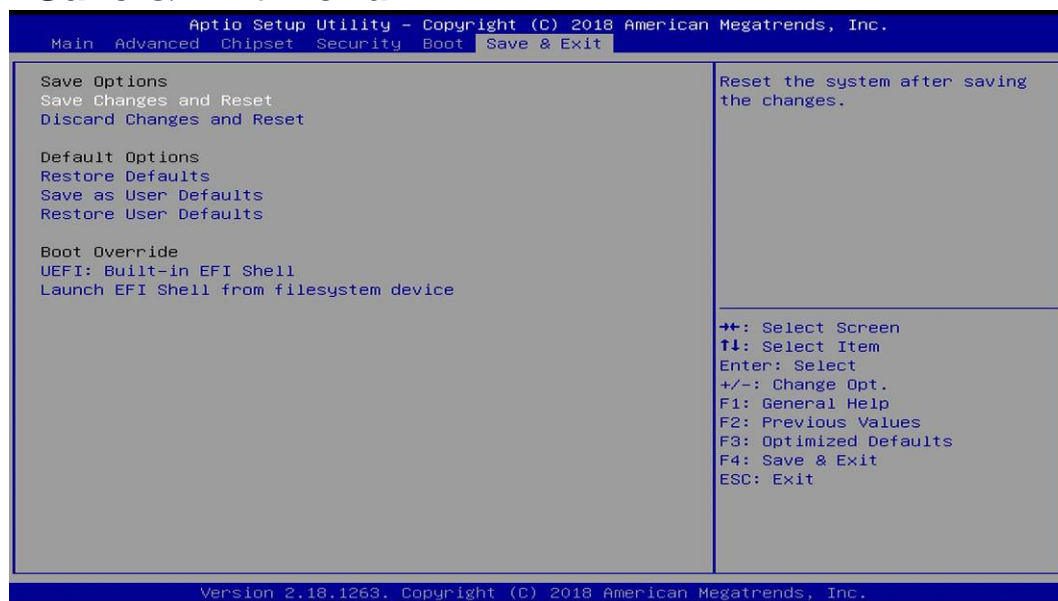 Aptio Setup Utility – Copyright (C) 2018 American Megatrends, Inc.
Main Advanced Chipset Security Boot Save & Exit
Save Options
Save Changes and Reset
Discard Changes and Reset
Default Options
Restore Defaults
Save as User Defaults
Restore User Defaults
Boot Override
UEFI: Built-in EFI Shell
Launch EFI Shell from filesystem device
Reset the system after saving
the changes.
→←: Select Screen
↑↓: Select Item
Enter: Select
+/-: Change Opt.
F1: General Help
F2: Previous Values
F3: Optimized Defaults
F4: Save & Exit
ESC: Exit
Version 2.18.1263. Copyright (C) 2018 American Megatrends, Inc.